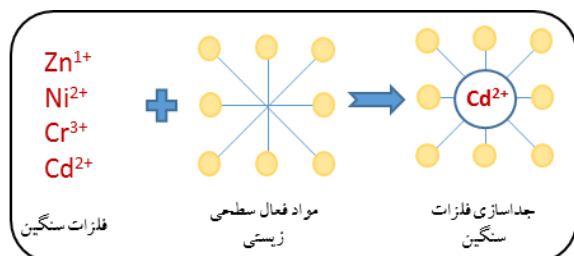 Zn¹⁺
Ni²⁺
Cr³⁺
Cd²⁺
Cd²⁺
فلزات سنگین
مواد فعال سطحی
زیستی
جداسازی فلزات
سنگین